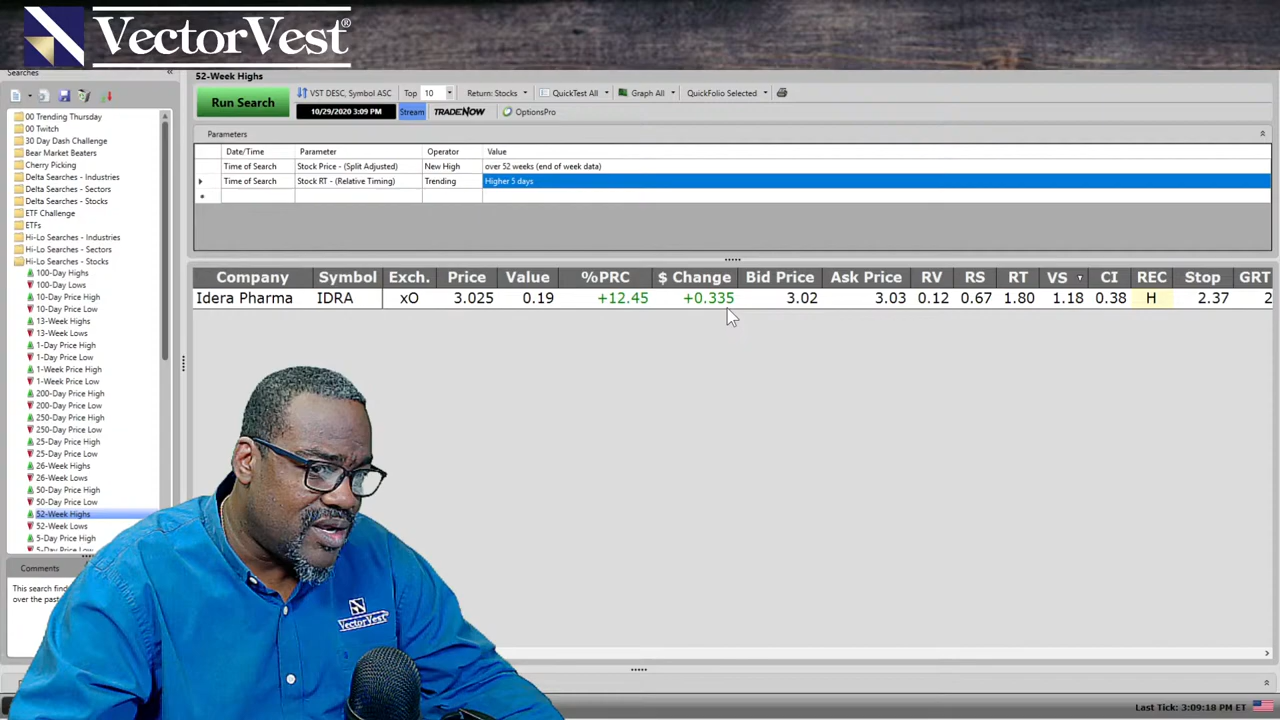 VectorVest®
Searches
52-Week Highs
Run Search
VST DESC, Symbol ASC
Top 10
Return: Stocks
QuickTest All
Graph All
QuickFolio Selected
10/29/2020 3:09 PM
Stream
TRADENOW
OptionsPro
Parameters
Date/Time Parameter Operator Value
Time of Search Stock Price - (Split Adjusted) New High over 52 weeks (end of week data)
Time of Search Stock RT - (Relative Timing) Trending Higher 5 days
Company Symbol Exch. Price Value %PRC $ Change Bid Price Ask Price RV RS RT VS CI REC Stop GRT
Idera Pharma IDRA xO 3.025 0.19 +12.45 +0.335 3.02 3.03 0.12 0.67 1.80 1.18 0.38 H 2.37 2
00 Trending Thursday
00 Twitch
30 Day Dash Challenge
Bear Market Beaters
Cherry Picking
Delta Searches - Industries
Delta Searches - Sectors
Delta Searches - Stocks
ETF Challenge
ETFs
Hi-Lo Searches - Industries
Hi-Lo Searches - Sectors
Hi-Lo Searches - Stocks
100-Day Highs
100-Day Lows
10-Day Price High
10-Day Price Low
13-Week Highs
13-Week Lows
1-Day Price High
1-Day Price Low
1-Week Price High
1-Week Price Low
200-Day Price High
200-Day Price Low
250-Day Price High
250-Day Price Low
25-Day Price High
25-Day Price Low
26-Week Highs
26-Week Lows
50-Day Price High
50-Day Price Low
52-Week Highs
52-Week Lows
5-Day Price High
5-Day Price Low
Comments
This search find
over the past
VectorVest
Last Tick: 3:09:18 PM ET